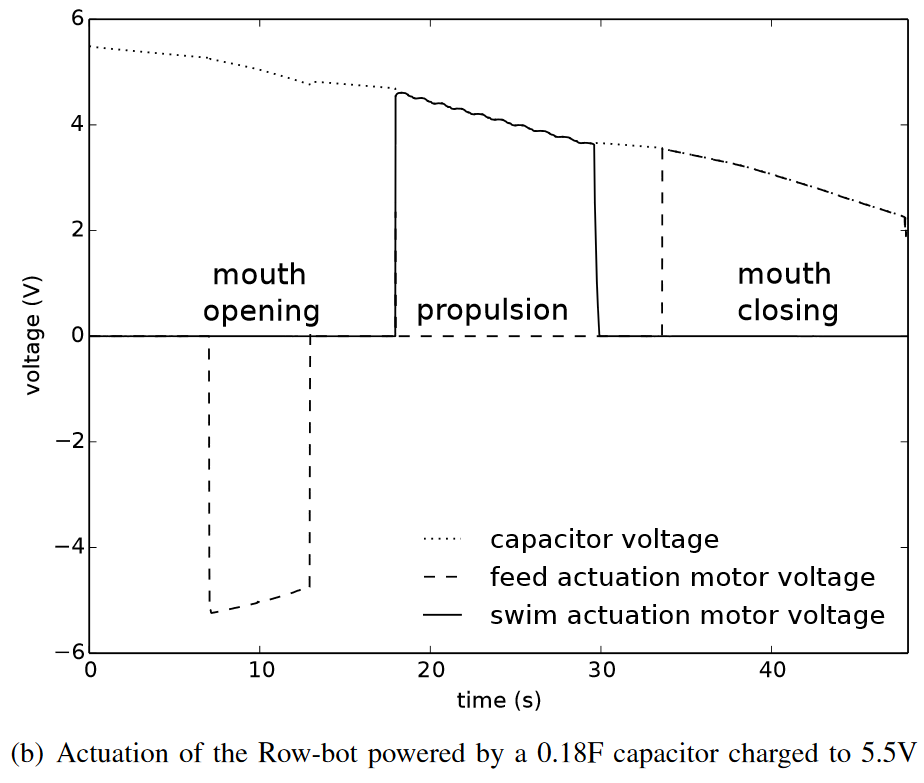 6
4
2
0
−2
−4
−6
voltage (V)
mouth
opening
propulsion
mouth
closing
capacitor voltage
feed actuation motor voltage
swim actuation motor voltage
0 10 20 30 40
time (s)
(b) Actuation of the Row-bot powered by a 0.18F capacitor charged to 5.5V